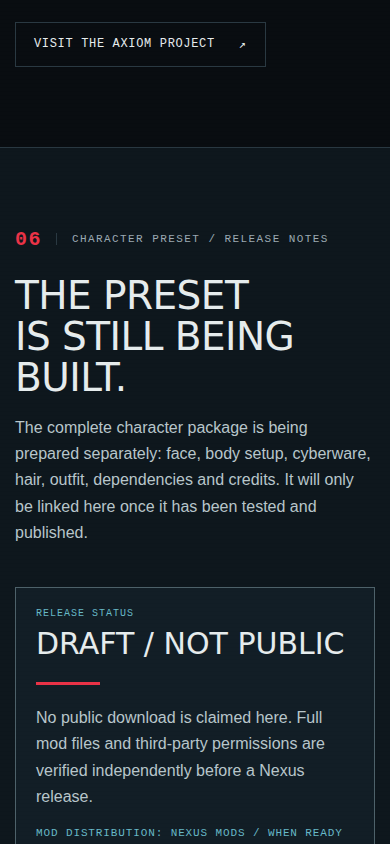 VISIT THE AXIOM PROJECT ↗
06 | CHARACTER PRESET / RELEASE NOTES
THE PRESET
IS STILL BEING
BUILT.
The complete character package is being
prepared separately: face, body setup, cyberware,
hair, outfit, dependencies and credits. It will only
be linked here once it has been tested and
published.
RELEASE STATUS
DRAFT / NOT PUBLIC
No public download is claimed here. Full
mod files and third-party permissions are
verified independently before a Nexus
release.
MOD DISTRIBUTION: NEXUS MODS / WHEN READY